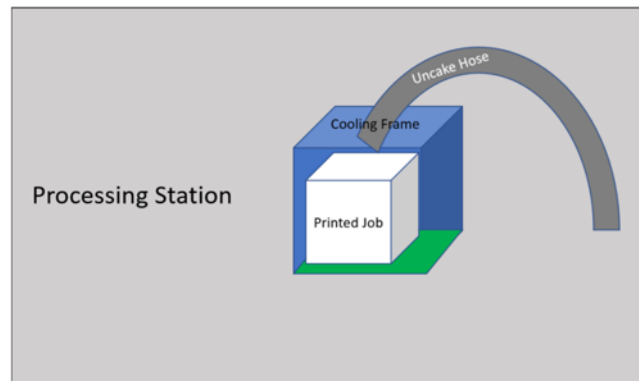 Uncake Hose
Cooling Frame
Processing Station
Printed Job